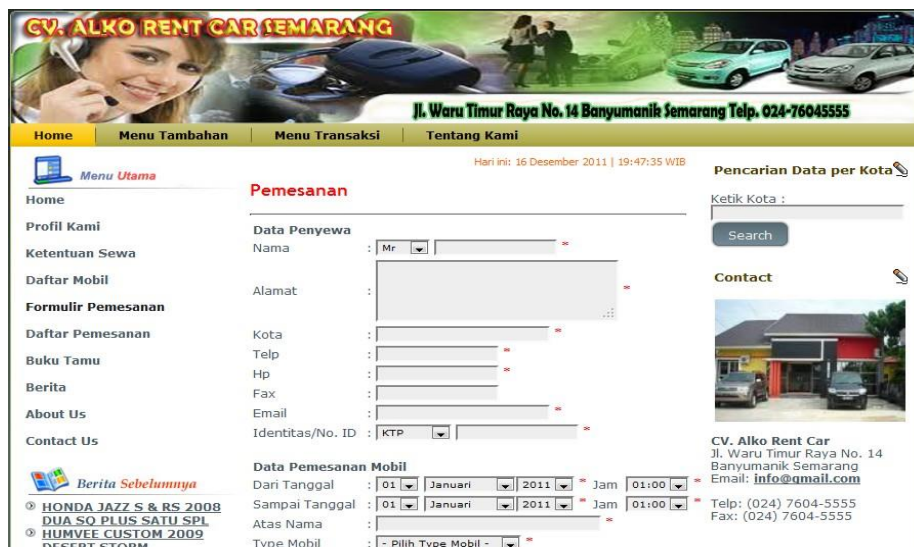 CV. ALKO RENT CAR SEMARANG
Jl. Waru Timur Raya No. 14 Banyumanik Semarang Telp. 024-76045555
Home Menu Tambahan Menu Transaksi Tentang Kami
Menu Utama
Home
Profil Kami
Ketentuan Sewa
Daftar Mobil
Formulir Pemesanan
Daftar Pemesanan
Buku Tamu
Berita
About Us
Contact Us
Berita Sebelumnya
HONDA JAZZ S & RS 2008
DUA SQ PLUS SATU SPL
HUMVEE CUSTOM 2009
DESERT STORM
Hari ini: 16 Desember 2011 | 19:47:35 WIB
Pemesanan
Data Penyewa
Nama : Mr *
Alamat : *
Kota : *
Telp : *
Hp : *
Fax :
Email : *
Identitas/No. ID : KTP *
Data Pemesanan Mobil
Dari Tanggal : 01 Januari 2011 * Jam 01:00 *
Sampai Tanggal : 01 Januari 2011 * Jam 01:00 *
Atas Nama : *
Type Mobil : - Pilih Type Mobil - *
Pencarian Data per Kota
Ketik Kota :
Search
Contact
CV. Alko Rent Car
Jl. Waru Timur Raya No. 14
Banyumanik Semarang
Email: info@gmail.com
Telp: (024) 7604-5555
Fax: (024) 7604-5555